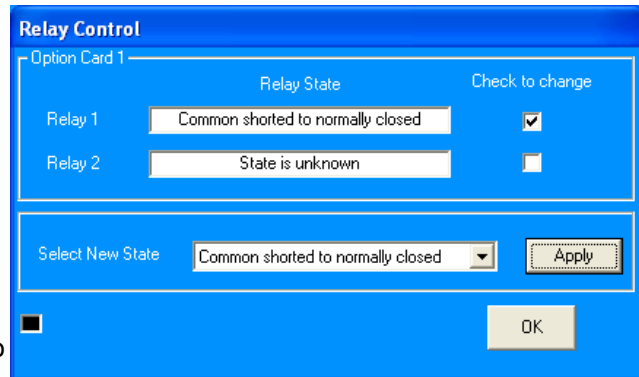 Relay Control
Option Card 1
Relay State Check to change
Relay 1 Common shorted to normally closed
Relay 2 State is unknown
Select New State Common shorted to normally closed Apply
OK